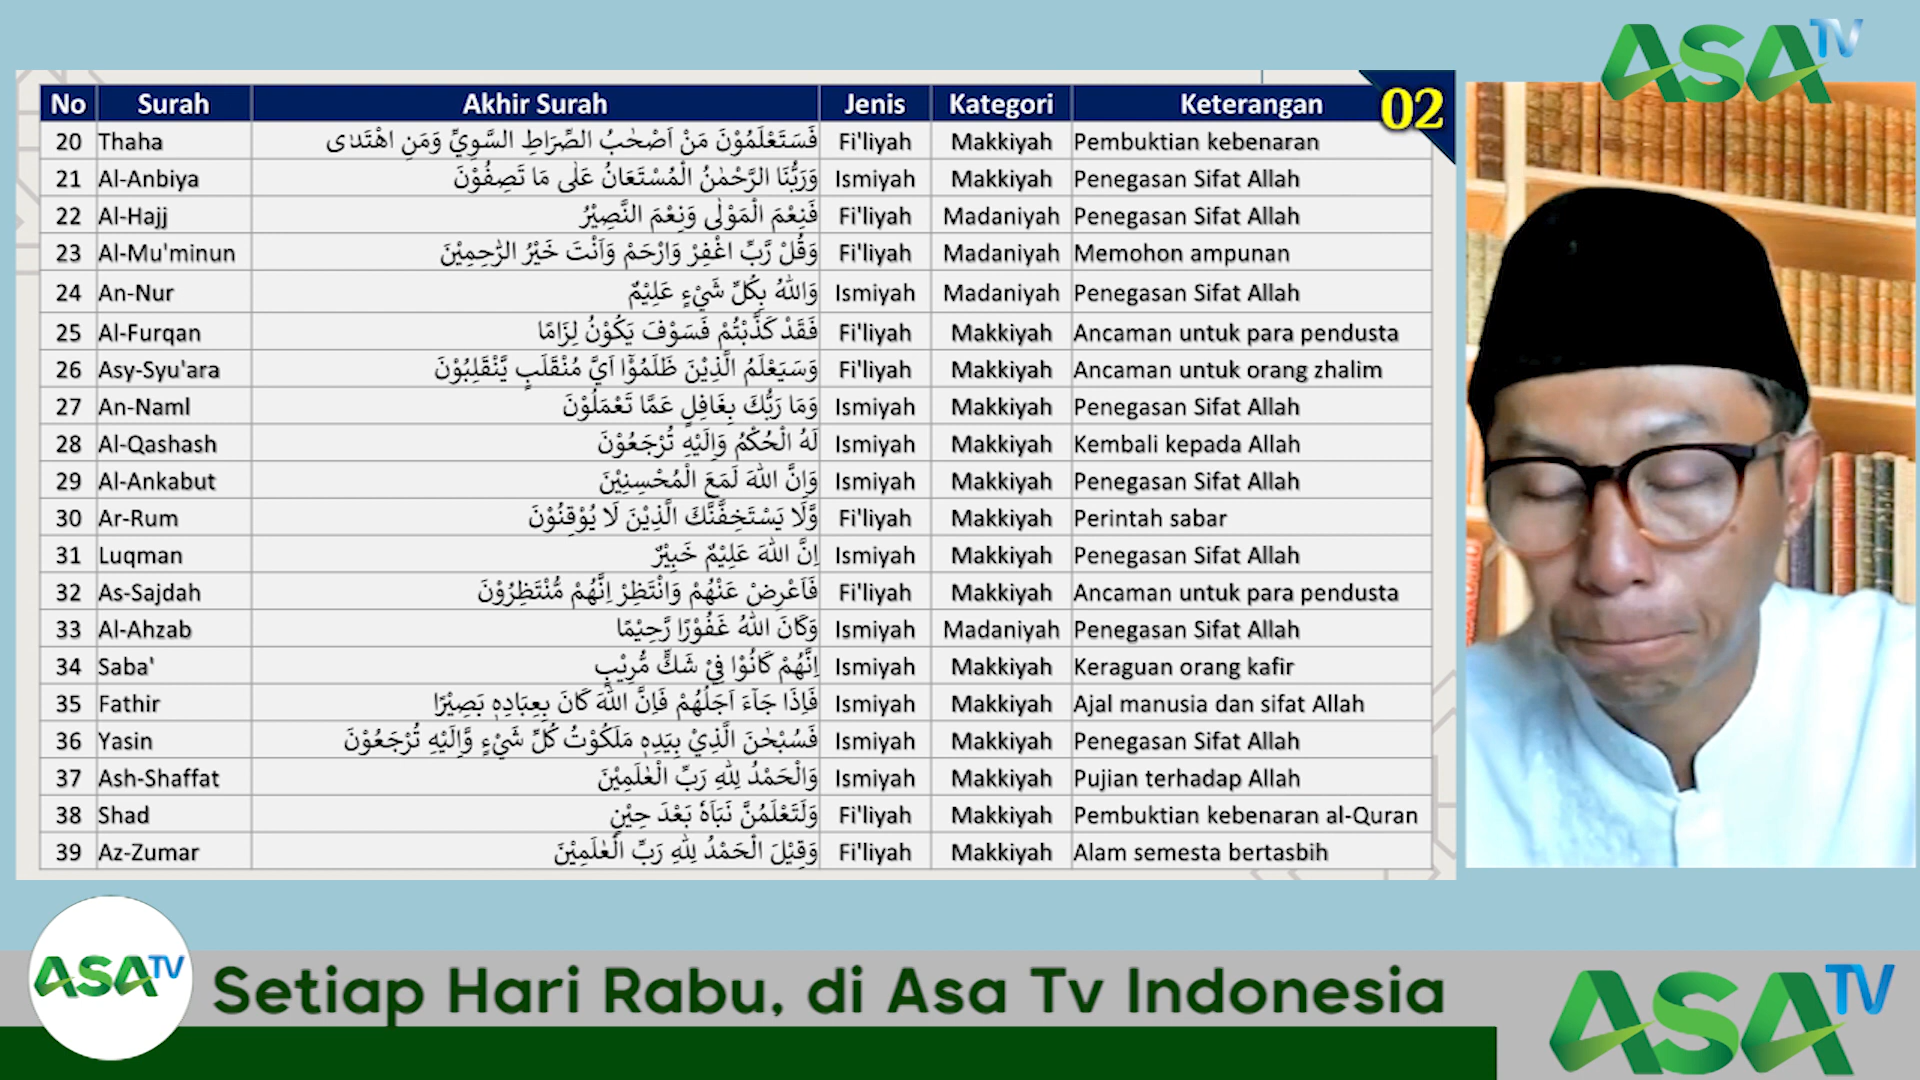 ASA TV
No Surah Akhir Surah Jenis Kategori Keterangan 02
20 Thaha فَسَتَعْلَمُوْنَ مَنْ اَصْحٰبُ الصِّرَاطِ السَّوِيِّ وَمَنِ اهْتَدٰى Fi'liyah Makkiyah Pembuktian kebenaran
21 Al-Anbiya وَرَبُّنَا الرَّحْمٰنُ الْمُسْتَعَانُ عَلٰى مَا تَصِفُوْنَ Ismiyah Makkiyah Penegasan Sifat Allah
22 Al-Hajj فَنِعْمَ الْمَوْلٰى وَنِعْمَ النَّصِيْرُ Fi'liyah Madaniyah Penegasan Sifat Allah
23 Al-Mu'minun وَقُلْ رَّبِّ اغْفِرْ وَارْحَمْ وَاَنْتَ خَيْرُ الرّٰحِمِيْنَ Fi'liyah Madaniyah Memohon ampunan
24 An-Nur وَاللّٰهُ بِكُلِّ شَيْءٍ عَلِيْمٌ Ismiyah Madaniyah Penegasan Sifat Allah
25 Al-Furqan فَقَدْ كَذَّبْتُمْ فَسَوْفَ يَكُوْنُ لِزَامًا Fi'liyah Makkiyah Ancaman untuk para pendusta
26 Asy-Syu'ara وَسَيَعْلَمُ الَّذِيْنَ ظَلَمُوْٓا اَيَّ مُنْقَلَبٍ يَّنْقَلِبُوْنَ Fi'liyah Makkiyah Ancaman untuk orang zhalim
27 An-Naml وَمَا رَبُّكَ بِغَافِلٍ عَمَّا تَعْمَلُوْنَ Ismiyah Makkiyah Penegasan Sifat Allah
28 Al-Qashash لَهُ الْحُكْمُ وَاِلَيْهِ تُرْجَعُوْنَ Ismiyah Makkiyah Kembali kepada Allah
29 Al-Ankabut وَاِنَّ اللّٰهَ لَمَعَ الْمُحْسِنِيْنَ Ismiyah Makkiyah Penegasan Sifat Allah
30 Ar-Rum وَّلَا يَسْتَخِفَّنَّكَ الَّذِيْنَ لَا يُوْقِنُوْنَ Fi'liyah Makkiyah Perintah sabar
31 Luqman اِنَّ اللّٰهَ عَلِيْمٌ خَبِيْرٌ Ismiyah Makkiyah Penegasan Sifat Allah
32 As-Sajdah فَاَعْرِضْ عَنْهُمْ وَانْتَظِرْ اِنَّهُمْ مُّنْتَظِرُوْنَ Fi'liyah Makkiyah Ancaman untuk para pendusta
33 Al-Ahzab وَكَانَ اللّٰهُ غَفُوْرًا رَّحِيْمًا Ismiyah Madaniyah Penegasan Sifat Allah
34 Saba' اِنَّهُمْ كَانُوْا فِيْ شَكٍّ مُّرِيْبٍ Ismiyah Makkiyah Keraguan orang kafir
35 Fathir فَاِذَا جَاۤءَ اَجَلُهُمْ فَاِنَّ اللّٰهَ كَانَ بِعِبَادِهٖ بَصِيْرًا Ismiyah Makkiyah Ajal manusia dan sifat Allah
36 Yasin فَسُبْحٰنَ الَّذِيْ بِيَدِهٖ مَلَكُوْتُ كُلِّ شَيْءٍ وَّاِلَيْهِ تُرْجَعُوْنَ Ismiyah Makkiyah Penegasan Sifat Allah
37 Ash-Shaffat وَالْحَمْدُ لِلّٰهِ رَبِّ الْعٰلَمِيْنَ Ismiyah Makkiyah Pujian terhadap Allah
38 Shad وَلَتَعْلَمُنَّ نَبَاَهٗ بَعْدَ حِيْنٍ Fi'liyah Makkiyah Pembuktian kebenaran al-Quran
39 Az-Zumar وَقِيْلَ الْحَمْدُ لِلّٰهِ رَبِّ الْعٰلَمِيْنَ Fi'liyah Makkiyah Alam semesta bertasbih
ASA TV Setiap Hari Rabu, di Asa Tv Indonesia ASA TV